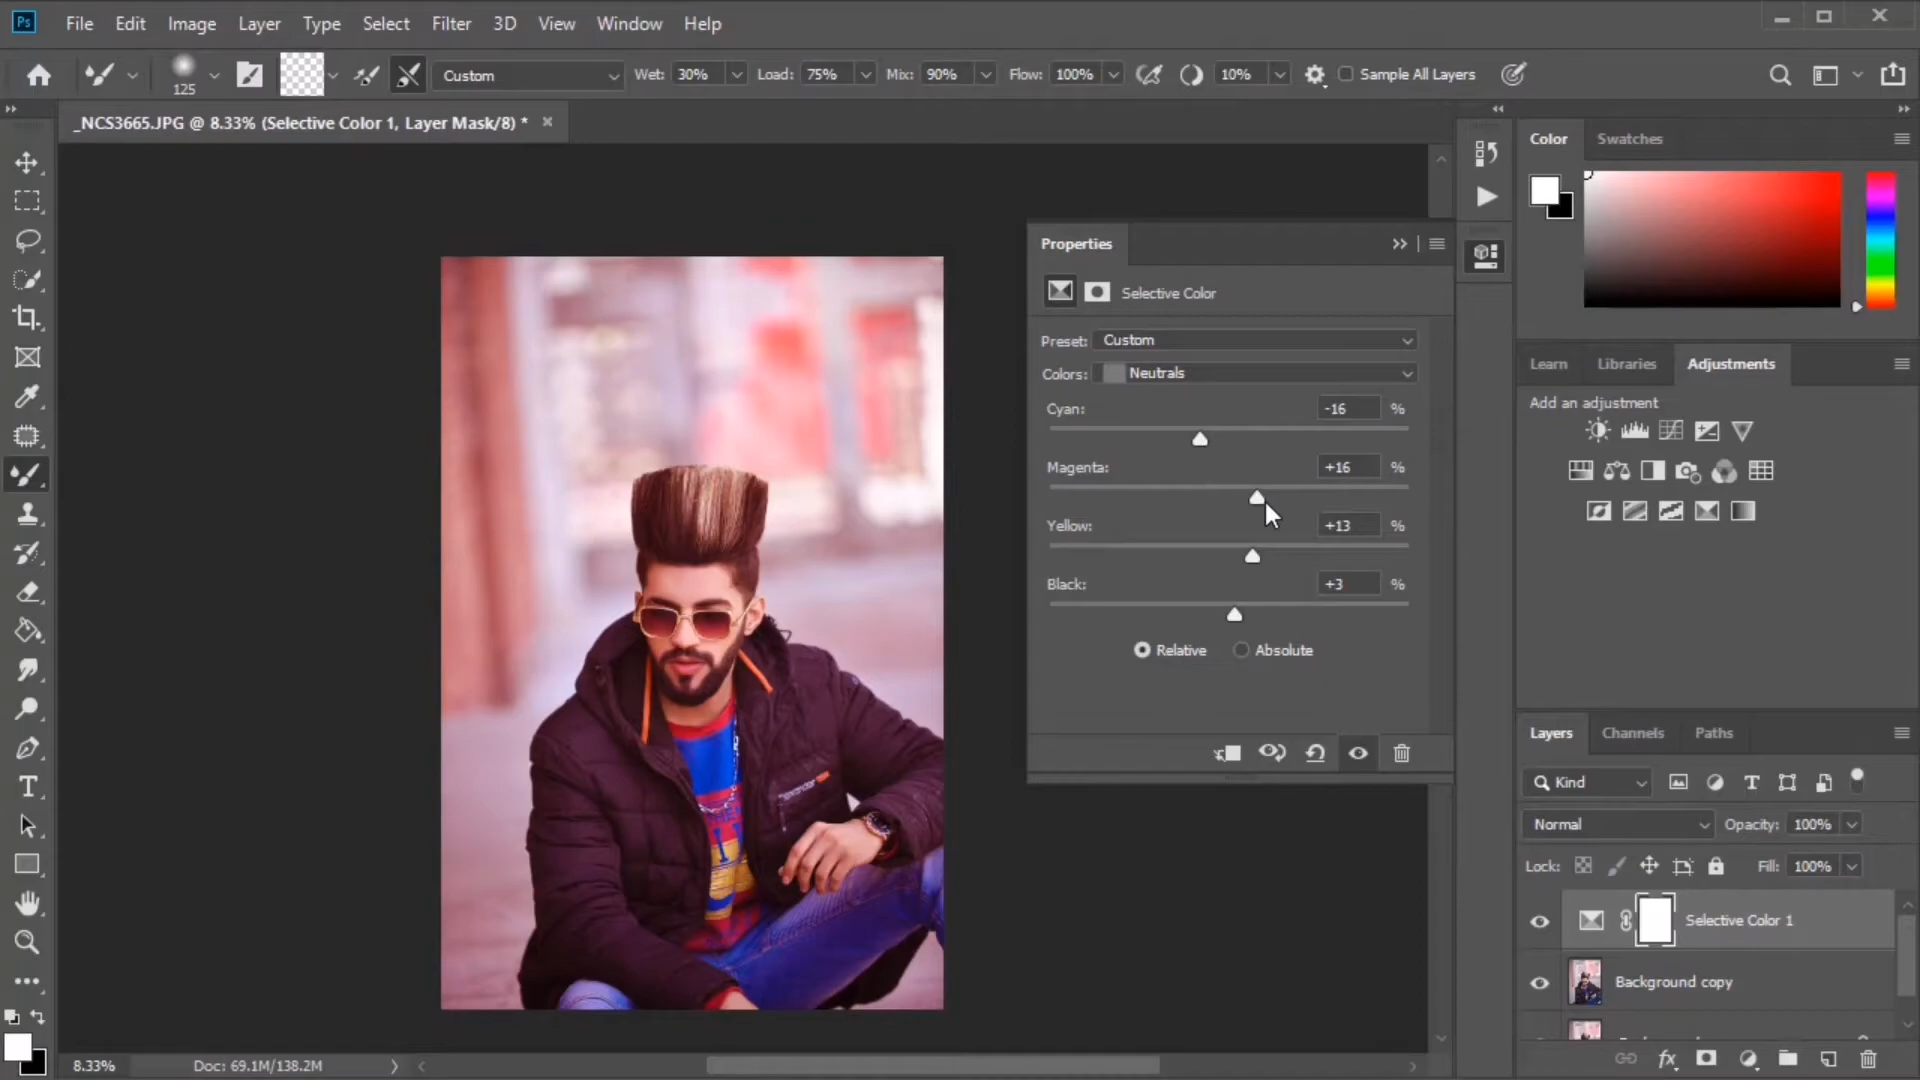 Ps File Edit Image Layer Type Select Filter 3D View Window Help
125 Custom Wet: 30% Load: 75% Mix: 90% Flow: 100% 10% Sample All Layers
_NCS3665.JPG @ 8.33% (Selective Color 1, Layer Mask/8) *
Color Swatches
Properties
Selective Color
Preset: Custom
Colors: Neutrals
Cyan: -16 %
Magenta: +16 %
Yellow: +13 %
Black: +3 %
Relative Absolute
Learn Libraries Adjustments
Add an adjustment
Layers Channels Paths
Kind
Normal Opacity: 100%
Lock: Fill: 100%
Selective Color 1
Background copy
8.33% Doc: 69.1M/138.2M